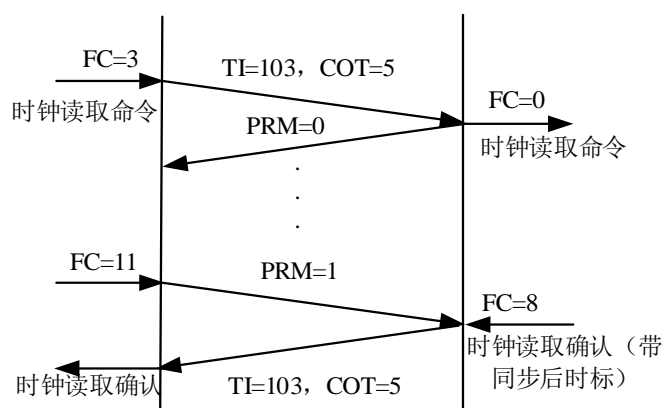 FC=3
TI=103，COT=5
时钟读取命令
FC=0
PRM=0
时钟读取命令
.
.
.
FC=11
PRM=1
FC=8
时钟读取确认（带
同步后时标）
时钟读取确认
TI=103，COT=5